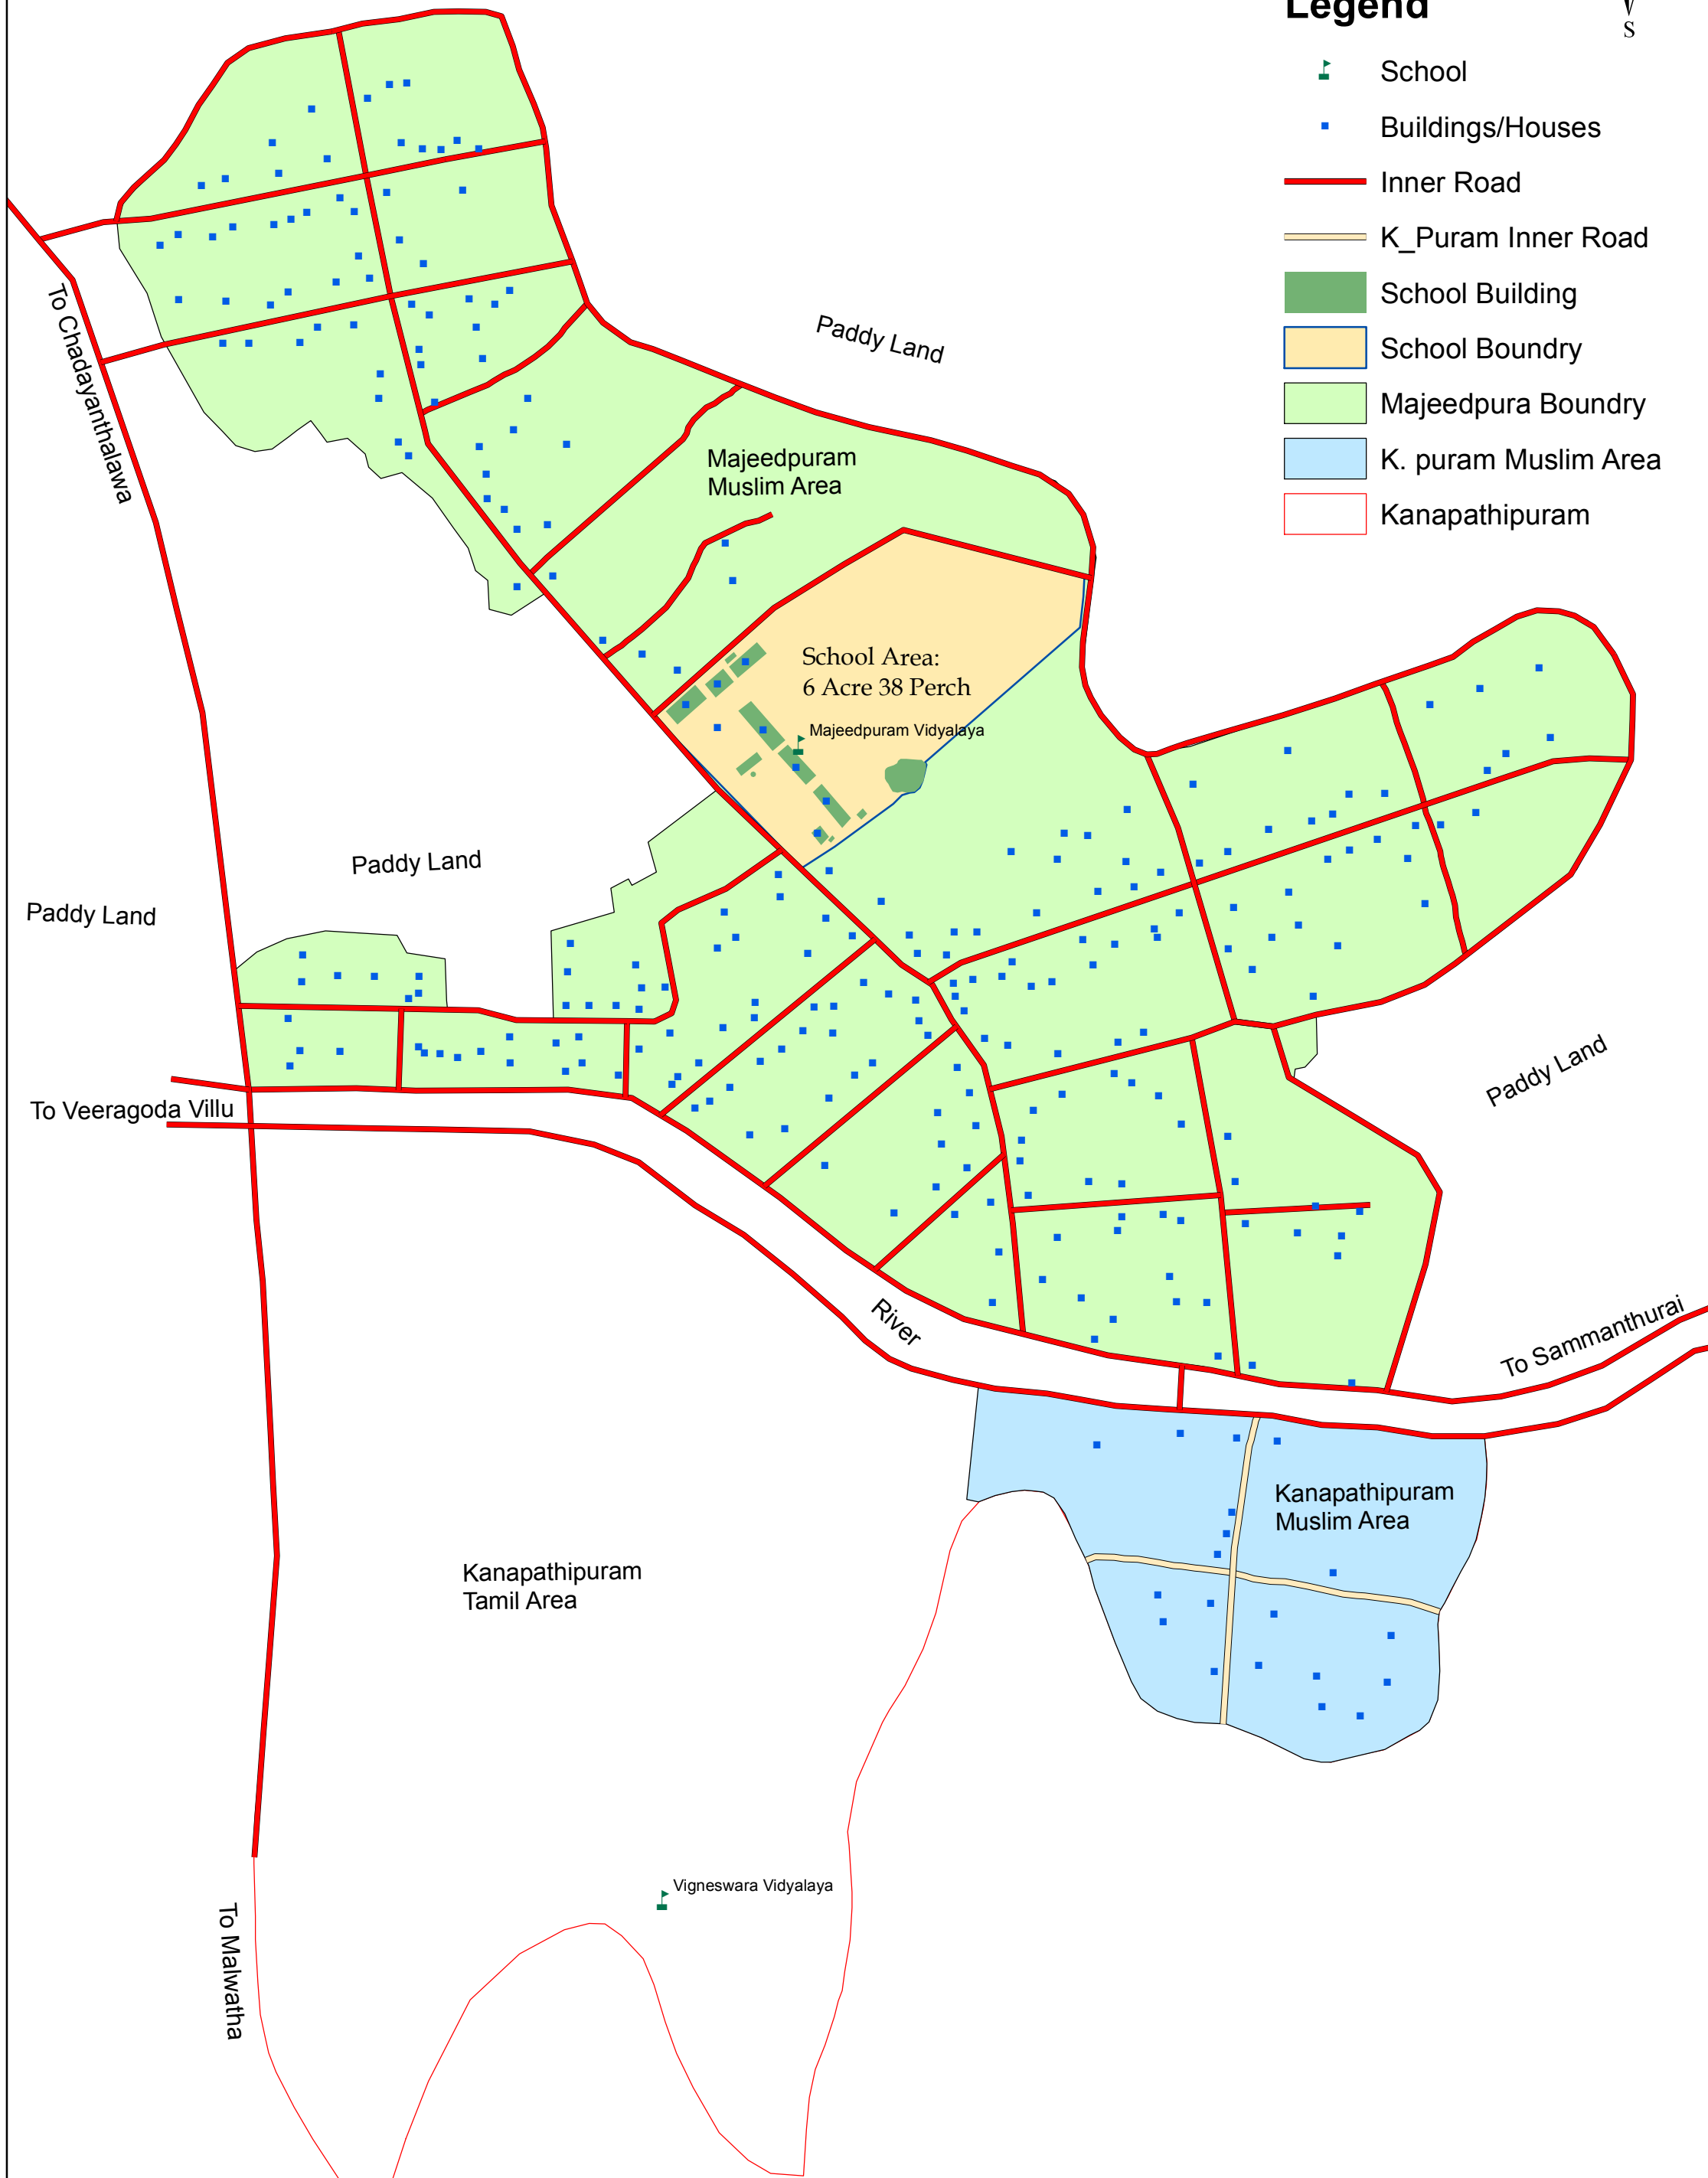 Legend
S
School
Buildings/Houses
Inner Road
K_Puram Inner Road
School Building
School Boundry
Majeedpura Boundry
K. puram Muslim Area
Kanapathipuram
To Chadayanthalawa
Paddy Land
Majeedpuram
Muslim Area
School Area:
6 Acre 38 Perch
Majeedpuram Vidyalaya
Paddy Land
Paddy Land
Paddy Land
To Veeragoda Villu
River
To Sammanthurai
Kanapathipuram
Muslim Area
Kanapathipuram
Tamil Area
Vigneswara Vidyalaya
To Malwatha